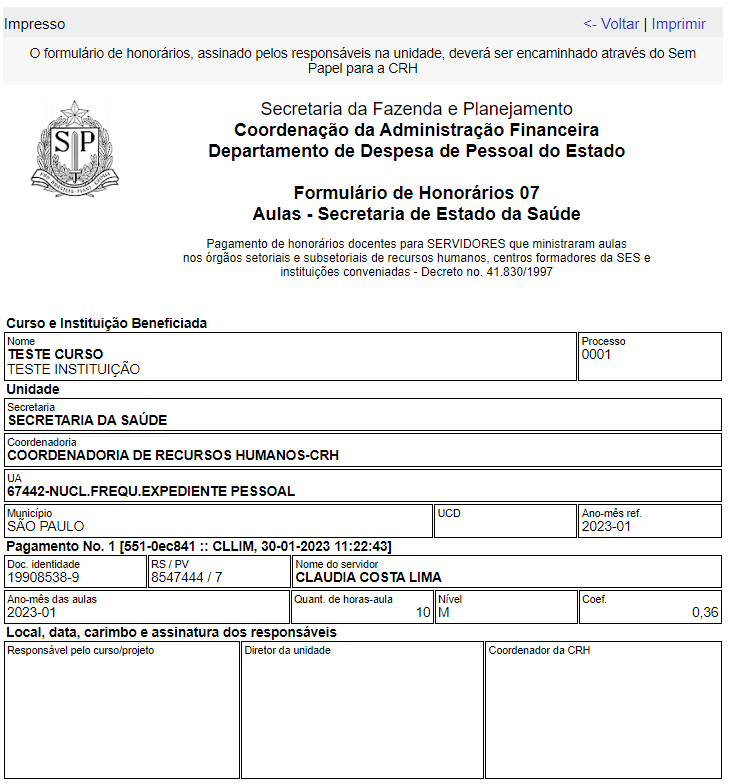 Impresso
<- Voltar | Imprimir
O formulário de honorários, assinado pelos responsáveis na unidade, deverá ser encaminhado através do Sem
Papel para a CRH
SP
Secretaria da Fazenda e Planejamento
Coordenação da Administração Financeira
Departamento de Despesa de Pessoal do Estado
Formulário de Honorários 07
Aulas - Secretaria de Estado da Saúde
Pagamento de honorários docentes para SERVIDORES que ministraram aulas
nos órgãos setoriais e subsetoriais de recursos humanos, centros formadores da SES e
instituições conveniadas - Decreto no. 41.830/1997
Curso e Instituição Beneficiada
Nome
TESTE CURSO
TESTE INSTITUIÇÃO
Processo
0001
Unidade
Secretaria
SECRETARIA DA SAÚDE
Coordenadoria
COORDENADORIA DE RECURSOS HUMANOS-CRH
UA
67442-NUCL.FREQU.EXPEDIENTE PESSOAL
Município
SÃO PAULO
UCD
Ano-mês ref.
2023-01
Pagamento No. 1 [551-0ec841 :: CLLIM, 30-01-2023 11:22:43]
Doc. identidade
19908538-9
RS / PV
8547444 / 7
Nome do servidor
CLAUDIA COSTA LIMA
Ano-mês das aulas
2023-01
Quant. de horas-aula
10
Nível
M
Coef.
0,36
Local, data, carimbo e assinatura dos responsáveis
Responsável pelo curso/projeto
Diretor da unidade
Coordenador da CRH